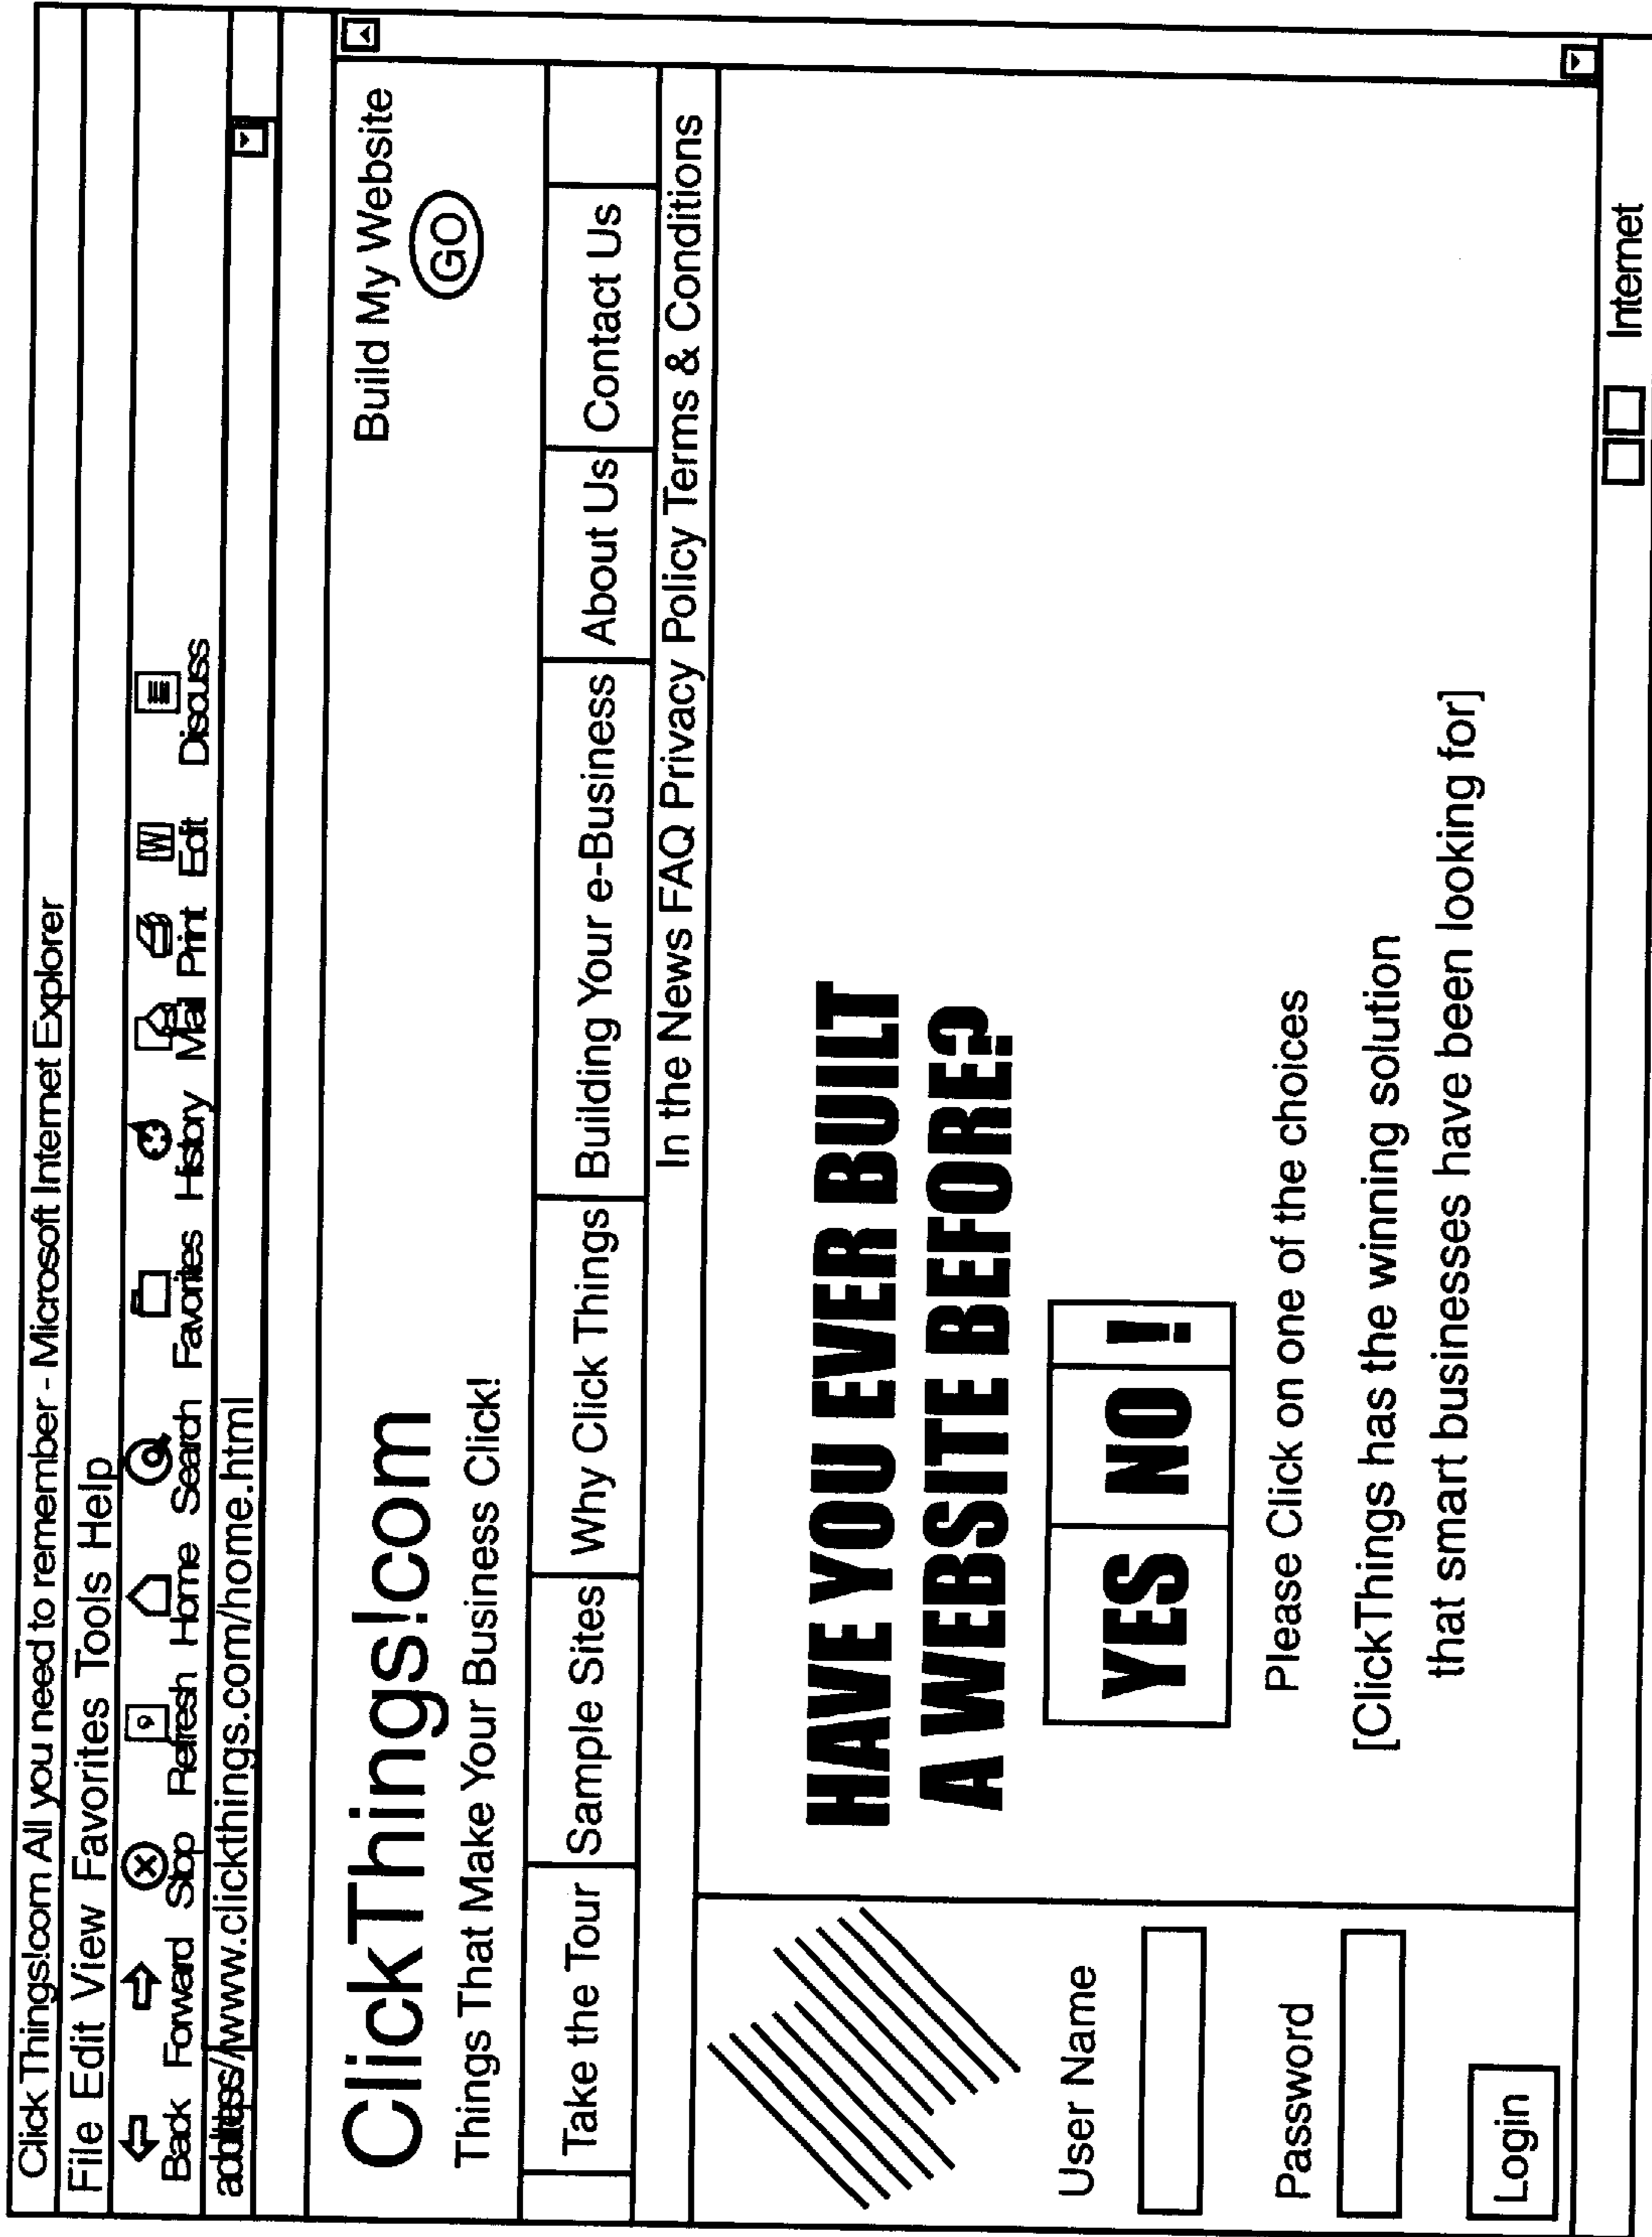 Click Things!com All you need to remember - Microsoft Internet Explorer
File Edit View Favorites Tools Help
Back Forward Stop Refresh Home Search Favorites History Mail Print Edit Discuss
www.clickthings.com/home.html
ClickThings!com
Things That Make Your Business Click!
Build My Website
GO
Take the Tour Sample Sites Why Click Things Building Your e-Business About Us Contact Us
In the News FAQ Privacy Policy Terms & Conditions
User Name
Password
Login
HAVE YOU EVER BUILT
A WEBSITE BEFORE?
YES NO !
Please Click on one of the choices
[ClickThings has the winning solution
that smart businesses have been looking for]
Internet